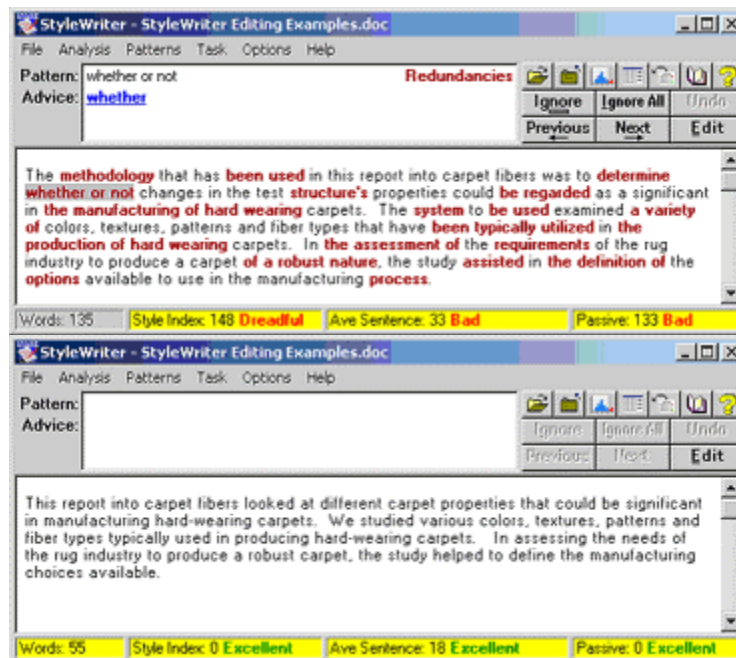 StyleWriter - StyleWriter Editing Examples.doc
File Analysis Patterns Task Options Help
Pattern: whether or not Redundancies
Advice: whether
Ignore Ignore All Undo
Previous Next Edit
The methodology that has been used in this report into carpet fibers was to determine
whether or not changes in the test structure's properties could be regarded as a significant
in the manufacturing of hard wearing carpets. The system to be used examined a variety
of colors, textures, patterns and fiber types that have been typically utilized in the
production of hard wearing carpets. In the assessment of the requirements of the rug
industry to produce a carpet of a robust nature, the study assisted in the definition of the
options available to use in the manufacturing process.
Words: 135 Style Index: 148 Dreadful Ave Sentence: 33 Bad Passive: 133 Bad
StyleWriter - StyleWriter Editing Examples.doc
File Analysis Patterns Task Options Help
Pattern:
Advice:
Ignore Ignore All Undo
Previous Next Edit
This report into carpet fibers looked at different carpet properties that could be significant
in manufacturing hard-wearing carpets. We studied various colors, textures, patterns and
fiber types typically used in producing hard-wearing carpets. In assessing the needs of
the rug industry to produce a robust carpet, the study helped to define the manufacturing
choices available.
Words: 55 Style Index: 0 Excellent Ave Sentence: 18 Excellent Passive: 0 Excellent